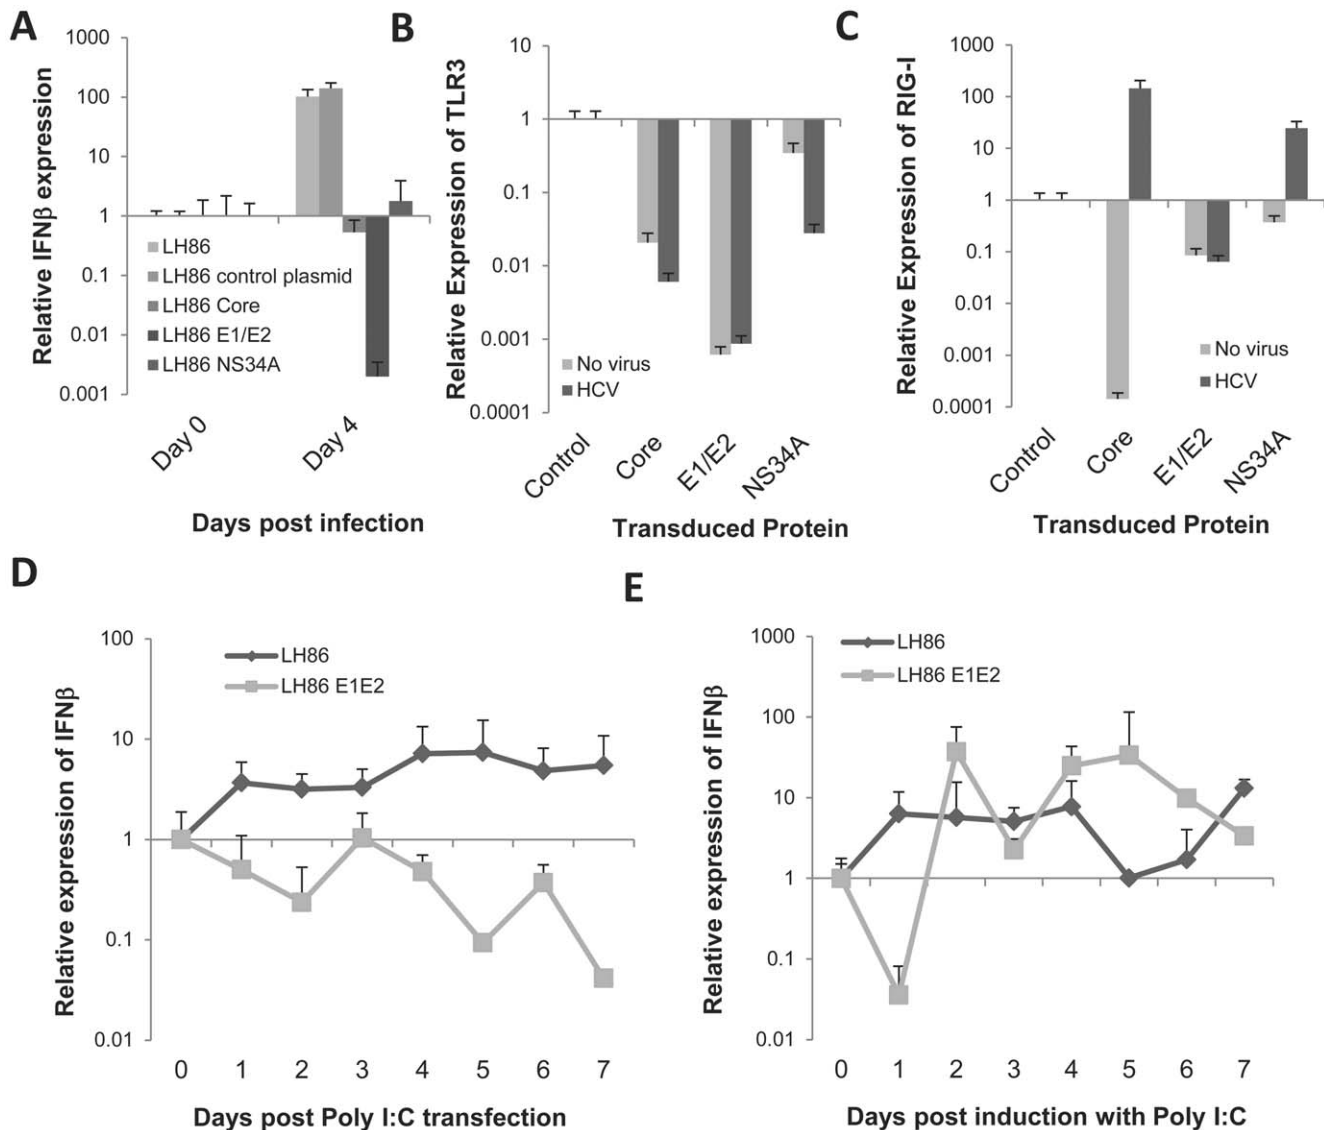 A
Relative IFNβ expression
1000
100
10
1
0.1
0.01
0.001
LH86
LH86 control plasmid
LH86 Core
LH86 E1/E2
LH86 NS34A
Day 0
Day 4
Days post infection
B
Relative Expression of TLR3
10
1
0.1
0.01
0.001
0.0001
No virus
HCV
Control
Core
E1/E2
NS34A
Transduced Protein
C
Relative Expression of RIG-I
1000
100
10
1
0.1
0.01
0.001
0.0001
No virus
HCV
Control
Core
E1/E2
NS34A
Transduced Protein
D
Relative expression of IFNβ
100
10
1
0.1
0.01
LH86
LH86 E1E2
0 1 2 3 4 5 6 7
Days post Poly I:C transfection
E
Relative expression of IFNβ
1000
100
10
1
0.1
0.01
LH86
LH86 E1E2
0 1 2 3 4 5 6 7
Days post induction with Poly I:C